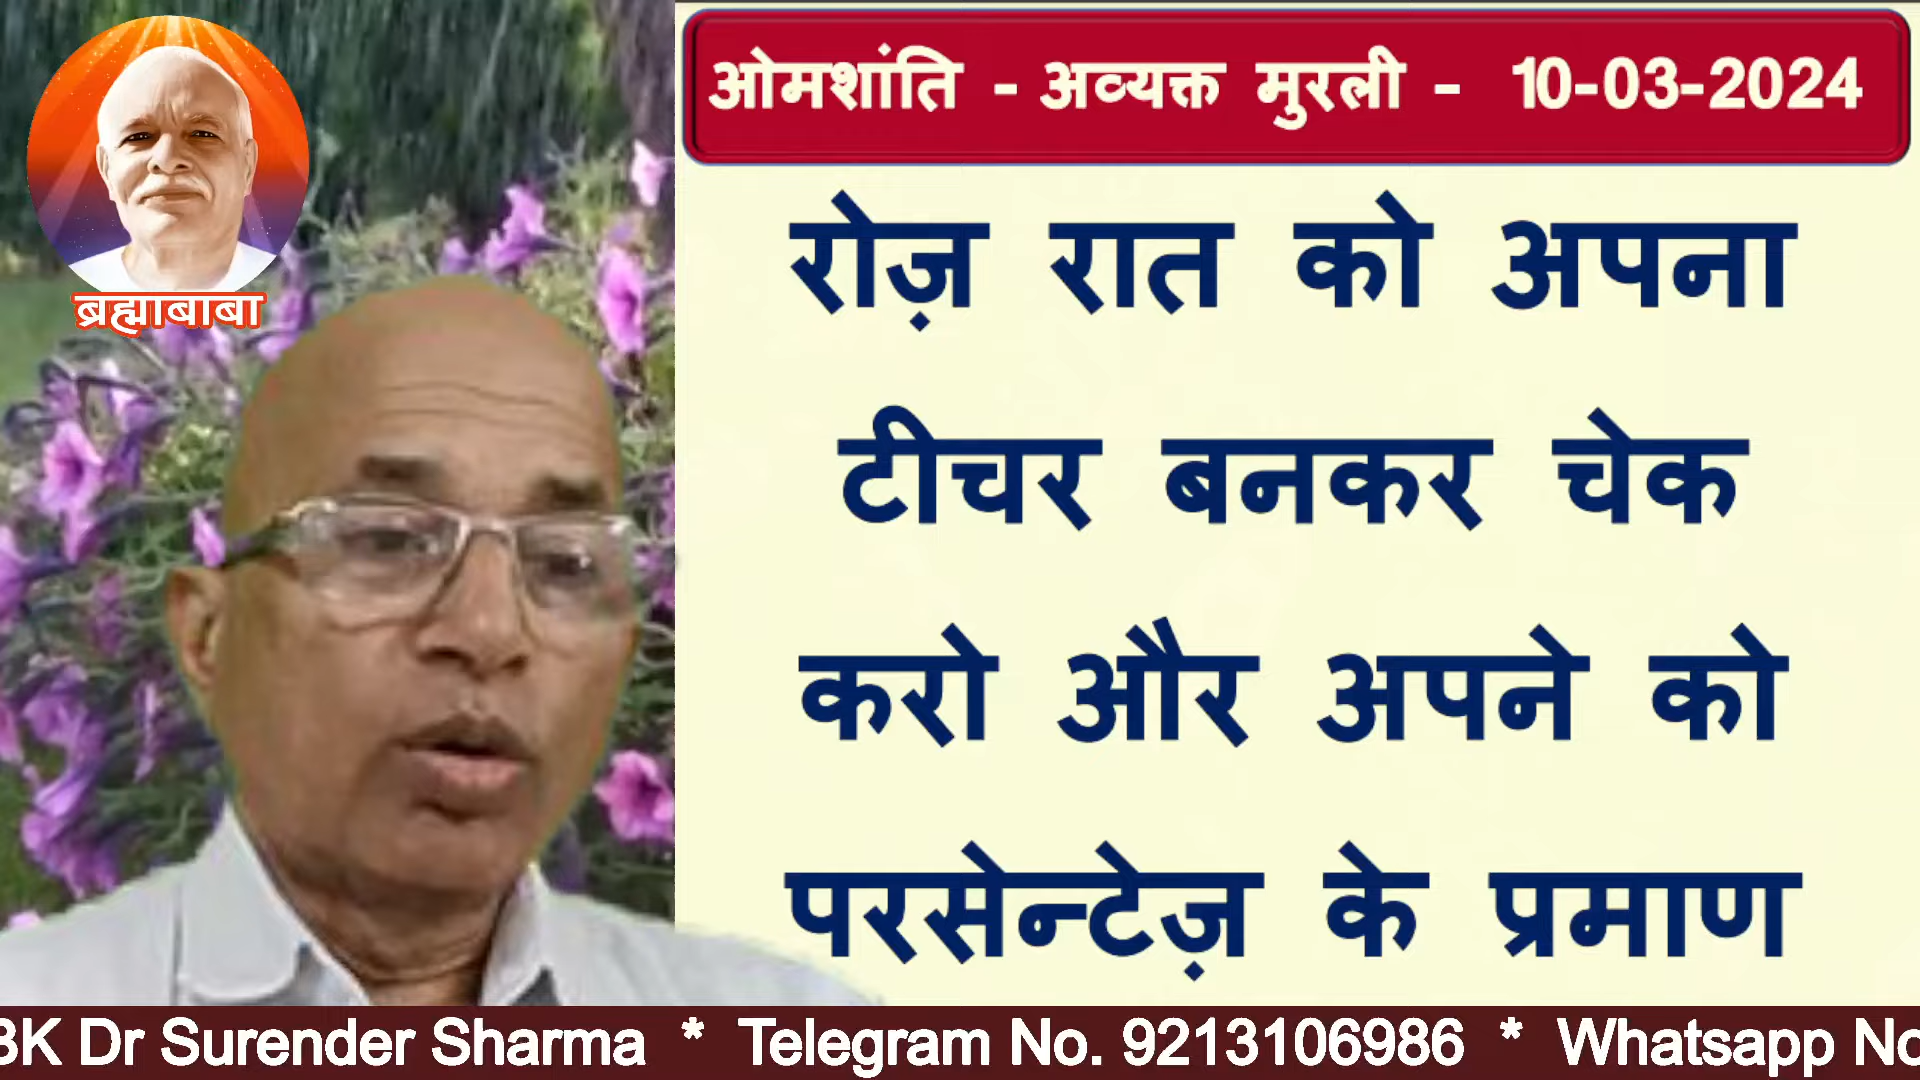 ओमशांति - अव्यक्त मुरली - 10-03-2024
ब्रह्माबाबा
रोज़ रात को अपना
टीचर बनकर चेक
करो और अपने को
परसेन्टेज़ के प्रमाण
BK Dr Surender Sharma * Telegram No. 9213106986 * Whatsapp No